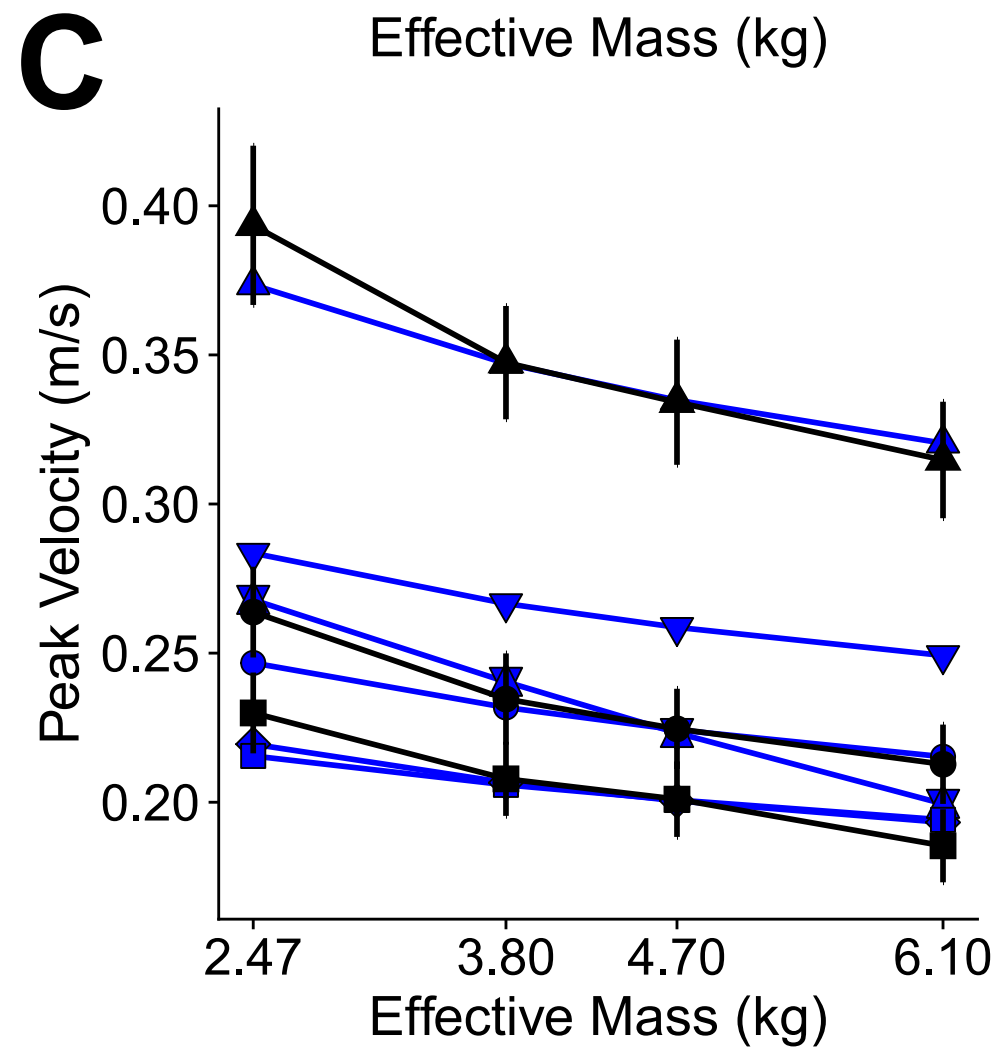 C
Effective Mass (kg)
Peak Velocity (m/s)
0.40
0.35
0.30
0.25
0.20
2.47 3.80 4.70 6.10
Effective Mass (kg)